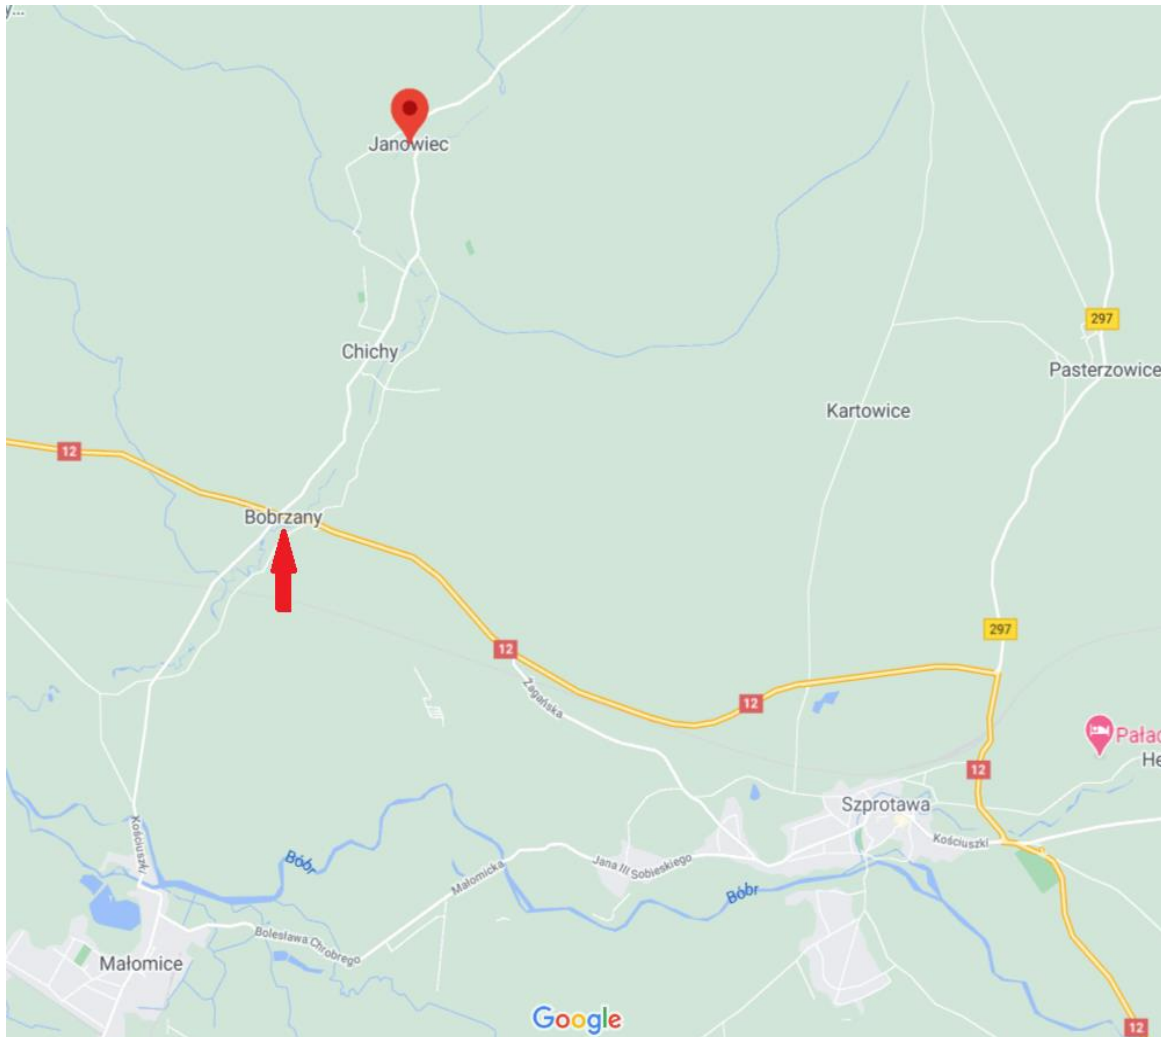 y...
Janowiec
297
Chichy
Pasterzowice
Kartowice
12
Bobrzany
297
12
Żagańska
12
Pałac
He
12
Szprotawa
Kościuszki
Kościuszki
Bóbr
Jana III Sobieskiego
Małomicka
Bóbr
Bolesława Chrobrego
Małomice
Google
12